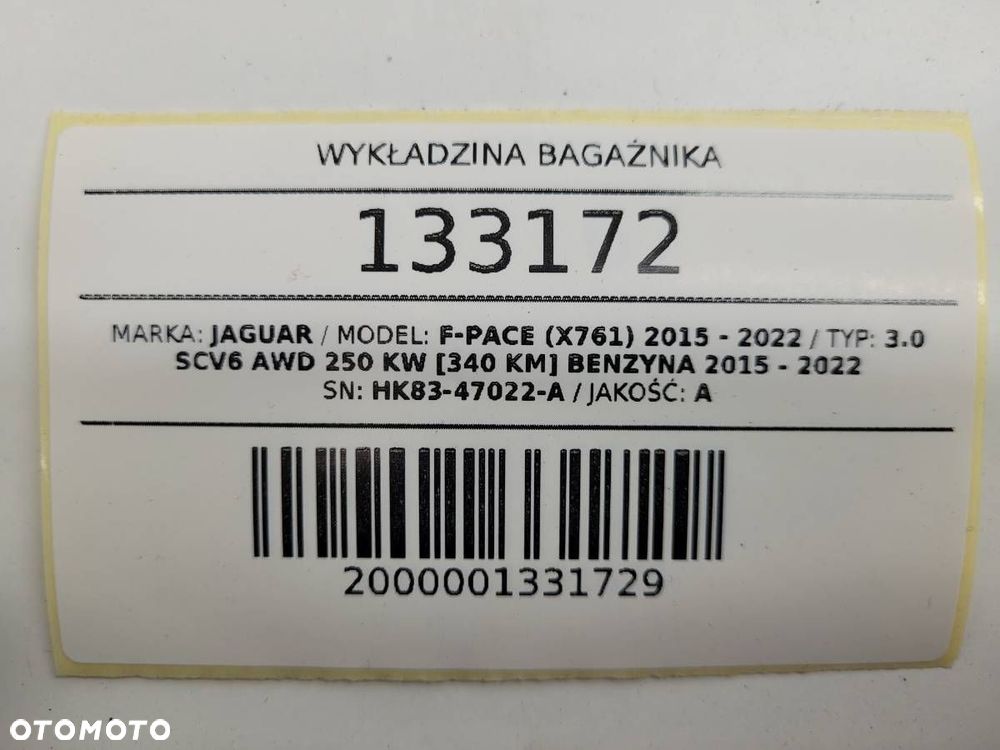 WYKŁADZINA BAGAŻNIKA
133172
MARKA: JAGUAR / MODEL: F-PACE (X761) 2015 - 2022 / TYP: 3.0
SCV6 AWD 250 KW [340 KM] BENZYNA 2015 - 2022
SN: HK83-47022-A / JAKOŚĆ: A
2000001331729
OTOMOTO